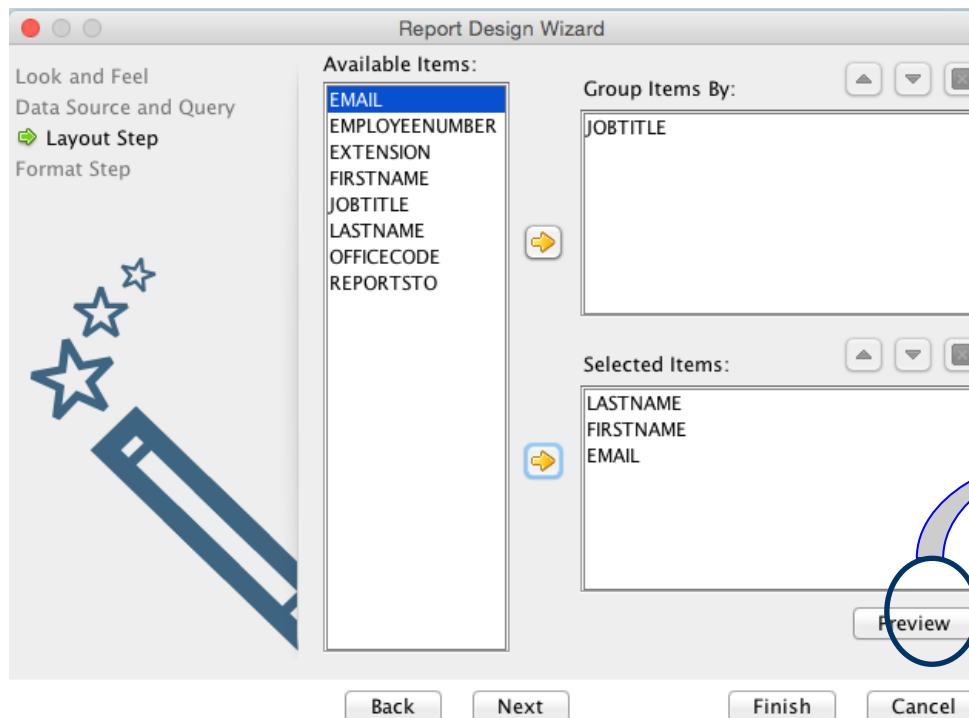 Report Design Wizard
Look and Feel
Data Source and Query
Layout Step
Format Step
Available Items:
EMAIL
EMPLOYEENUMBER
EXTENSION
FIRSTNAME
JOBTITLE
LASTNAME
OFFICECODE
REPORTSTO
Group Items By:
JOBTITLE
Selected Items:
LASTNAME
FIRSTNAME
EMAIL
Preview
Back
Next
Finish
Cancel